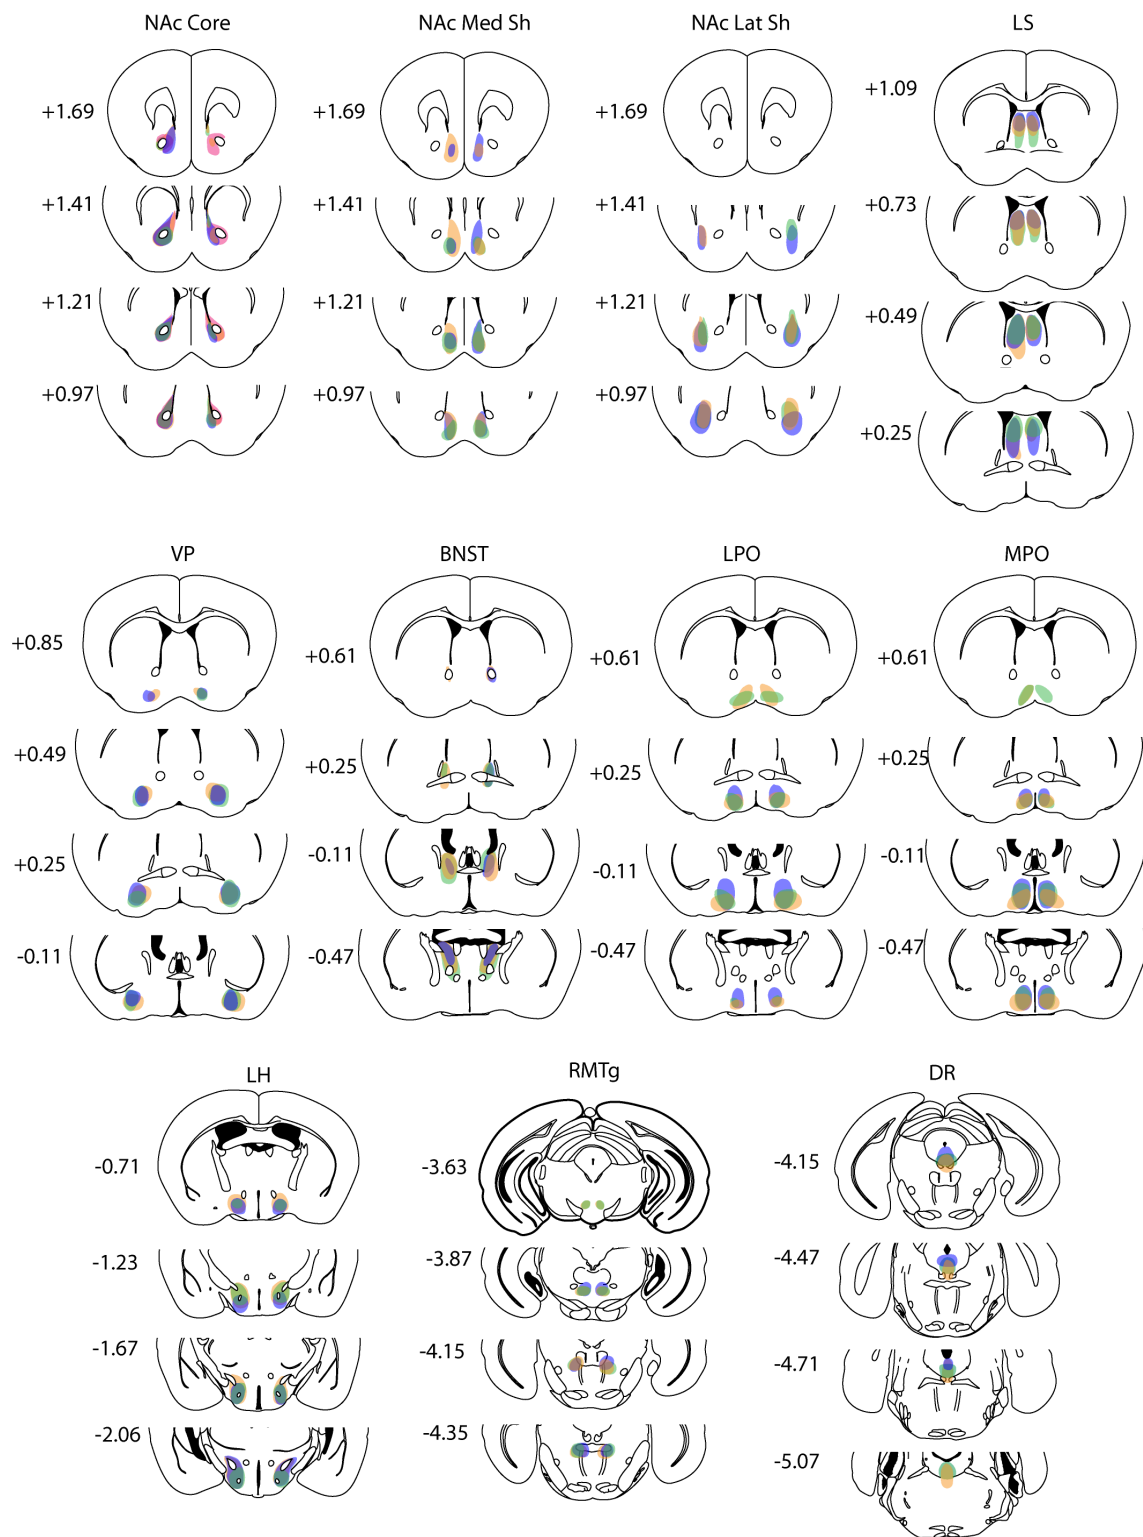 NAc Core NAc Med Sh NAc Lat Sh LS
+1.69 +1.69 +1.69 +1.09
+1.41 +1.41 +1.41 +0.73
+1.21 +1.21 +1.21 +0.49
+0.97 +0.97 +0.97 +0.25
VP BNST LPO MPO
+0.85 +0.61 +0.61 +0.61
+0.49 +0.25 +0.25 +0.25
+0.25 -0.11 -0.11 -0.11
-0.11 -0.47 -0.47 -0.47
LH RMTg DR
-0.71 -3.63 -4.15
-1.23 -3.87 -4.47
-1.67 -4.15 -4.71
-2.06 -4.35 -5.07